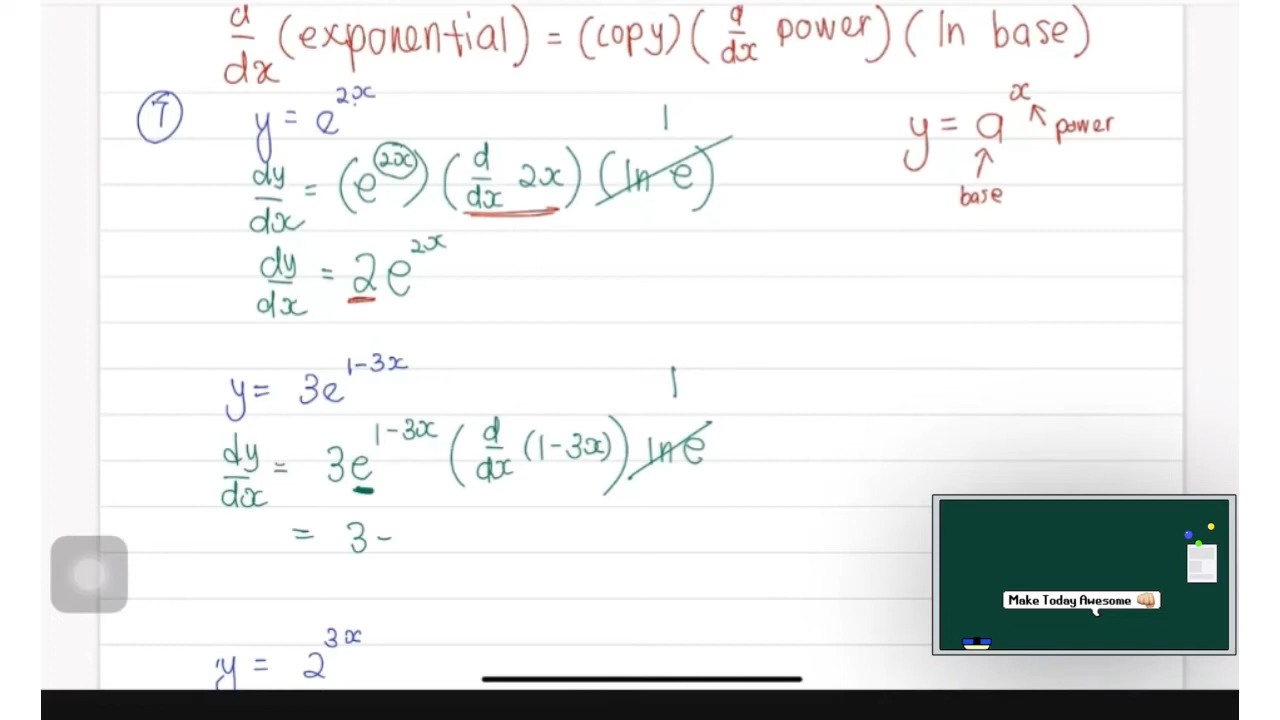 d/dx (exponential) = (copy) (d/dx power) (ln base)
⑦ y = e^{2x}
y = a^x power
base
dy/dx = (e^{2x}) (d/dx 2x) (ln e) 1
dy/dx = 2e^{2x}
y = 3e^{1-3x}
dy/dx = 3e^{1-3x} (d/dx (1-3x)) ln e 1
= 3-
y = 2^{3x}
Make Today Awesome 👊🏼